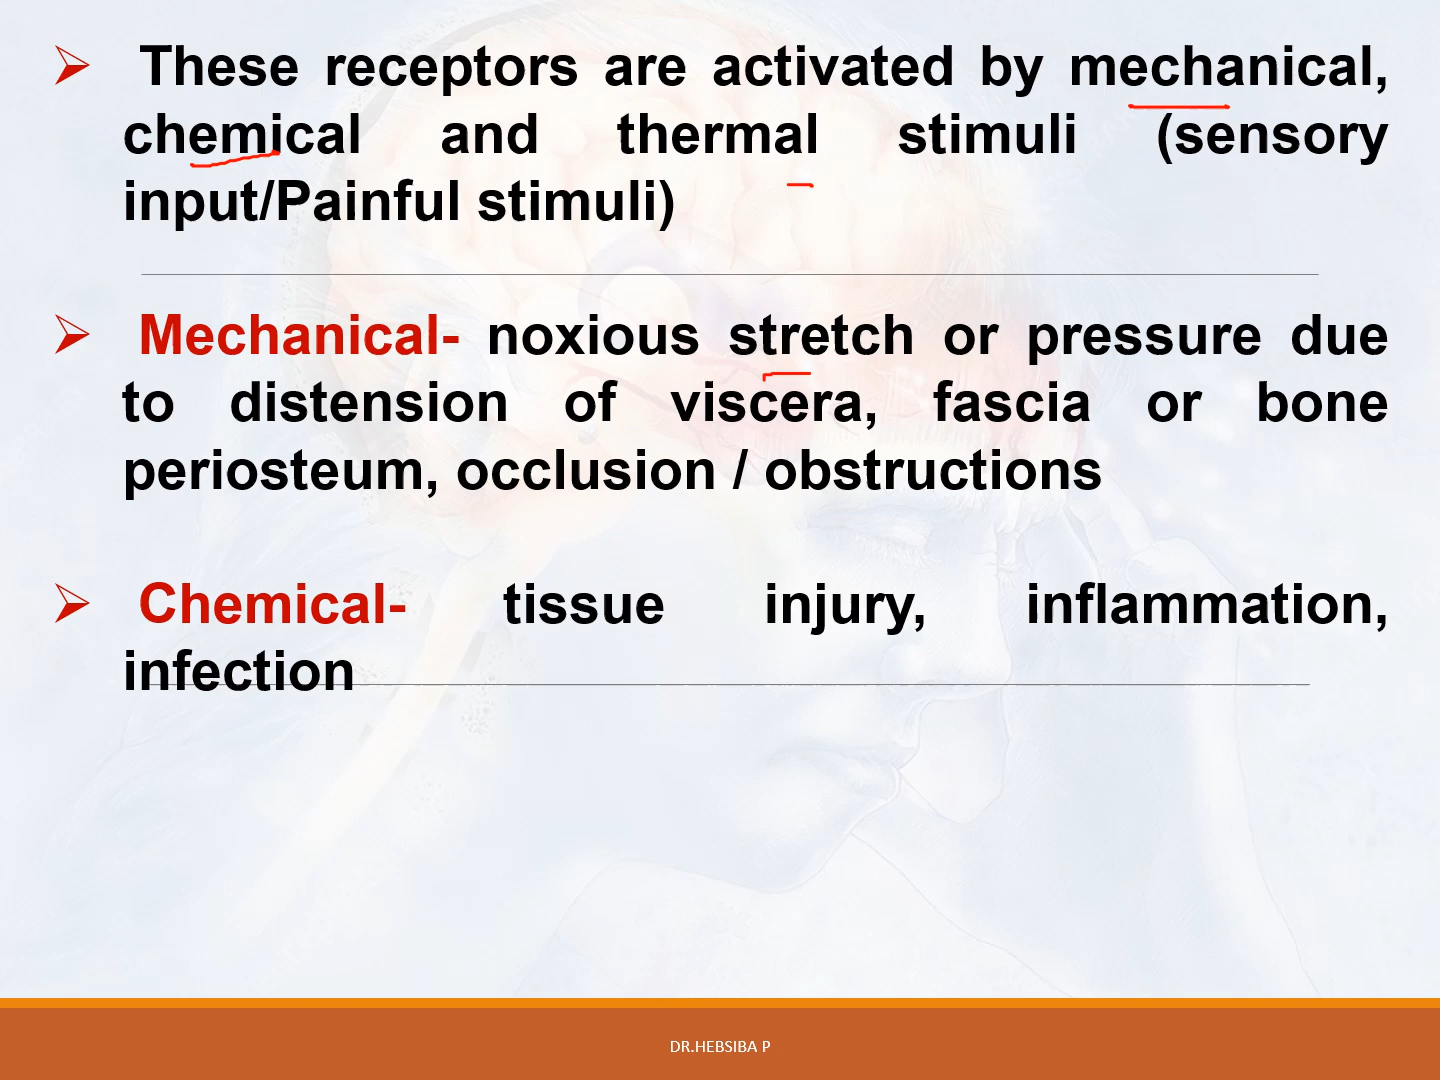 ➢ These receptors are activated by mechanical,
chemical and thermal stimuli (sensory
input/Painful stimuli)
➢ Mechanical- noxious stretch or pressure due
to distension of viscera, fascia or bone
periosteum, occlusion / obstructions
➢ Chemical- tissue injury, inflammation,
infection
DR.HEBSIBA P